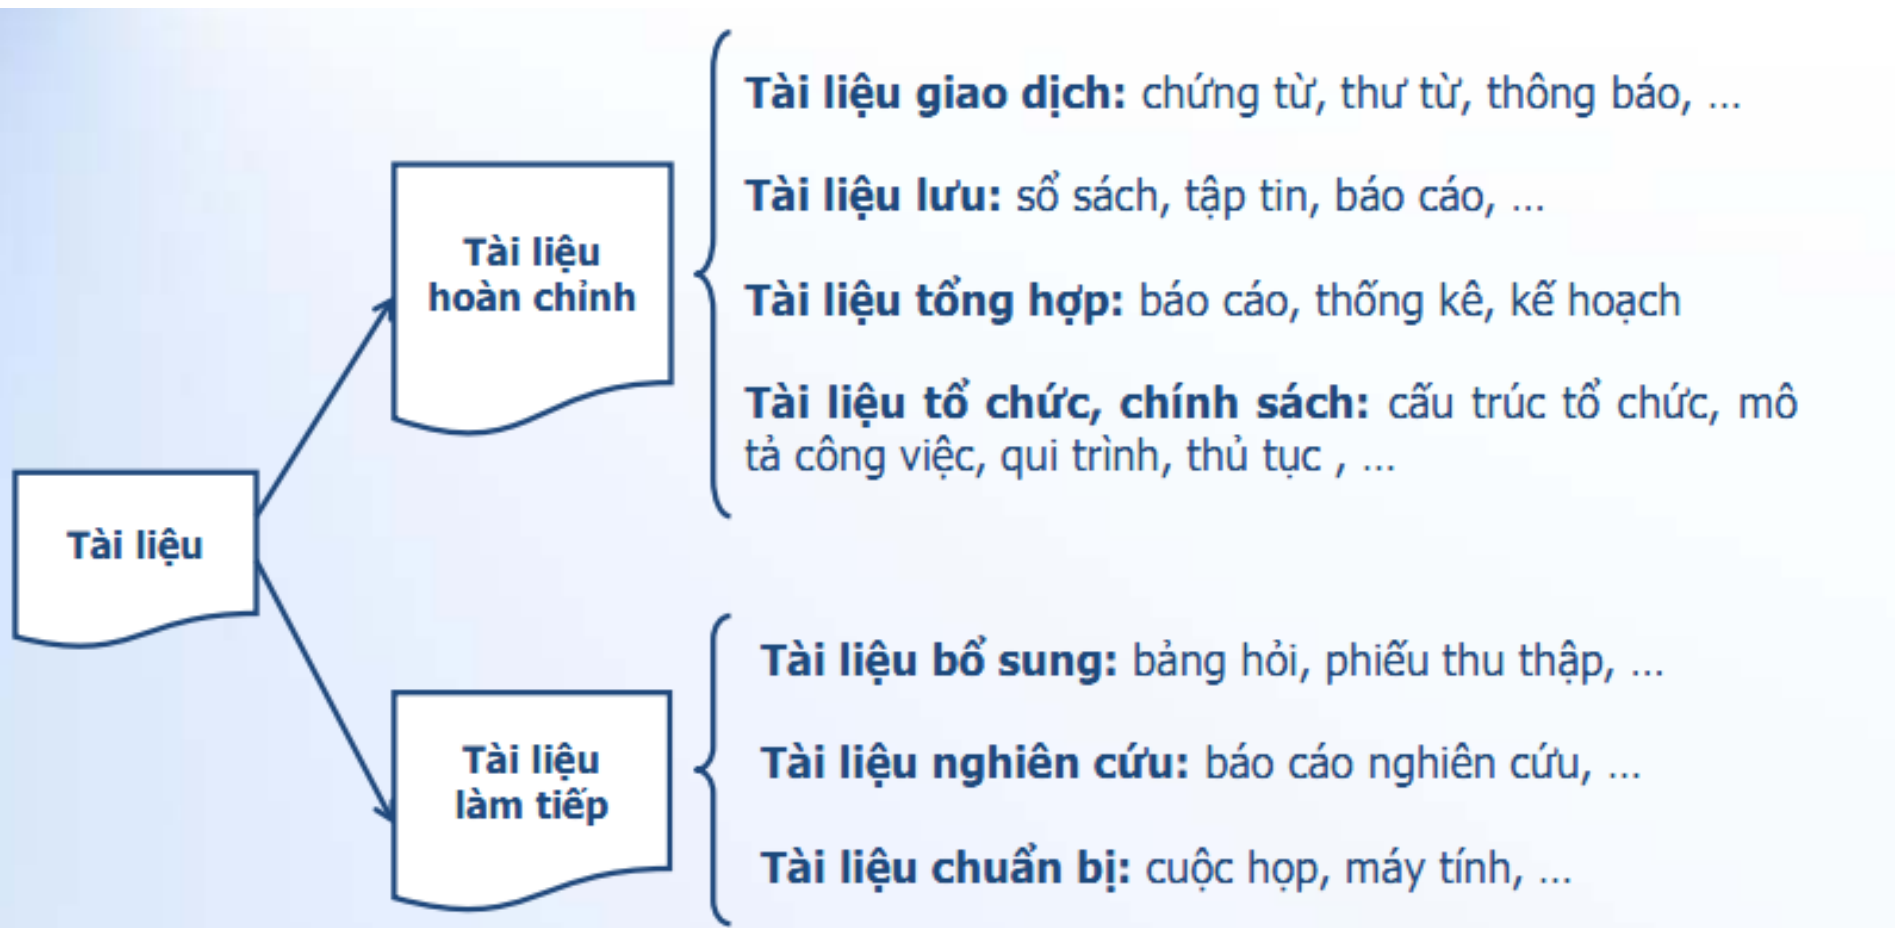 Tài liệu giao dịch: chứng từ, thư từ, thông báo, ...
Tài liệu lưu: sổ sách, tập tin, báo cáo, ...
Tài liệu
hoàn chỉnh
Tài liệu tổng hợp: báo cáo, thống kê, kế hoạch
Tài liệu tổ chức, chính sách: cấu trúc tổ chức, mô
tả công việc, qui trình, thủ tục , ...
Tài liệu
Tài liệu bổ sung: bảng hỏi, phiếu thu thập, ...
Tài liệu
làm tiếp
Tài liệu nghiên cứu: báo cáo nghiên cứu, ...
Tài liệu chuẩn bị: cuộc họp, máy tính, ...